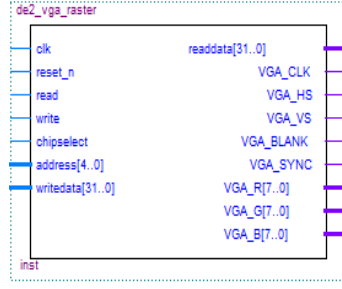 de2_vga_raster
clk readdata[31..0]
reset_n VGA_CLK
read VGA_HS
write VGA_VS
chipselect VGA_BLANK
address[4..0] VGA_SYNC
writedata[31..0] VGA_R[7..0]
VGA_G[7..0]
VGA_B[7..0]
inst